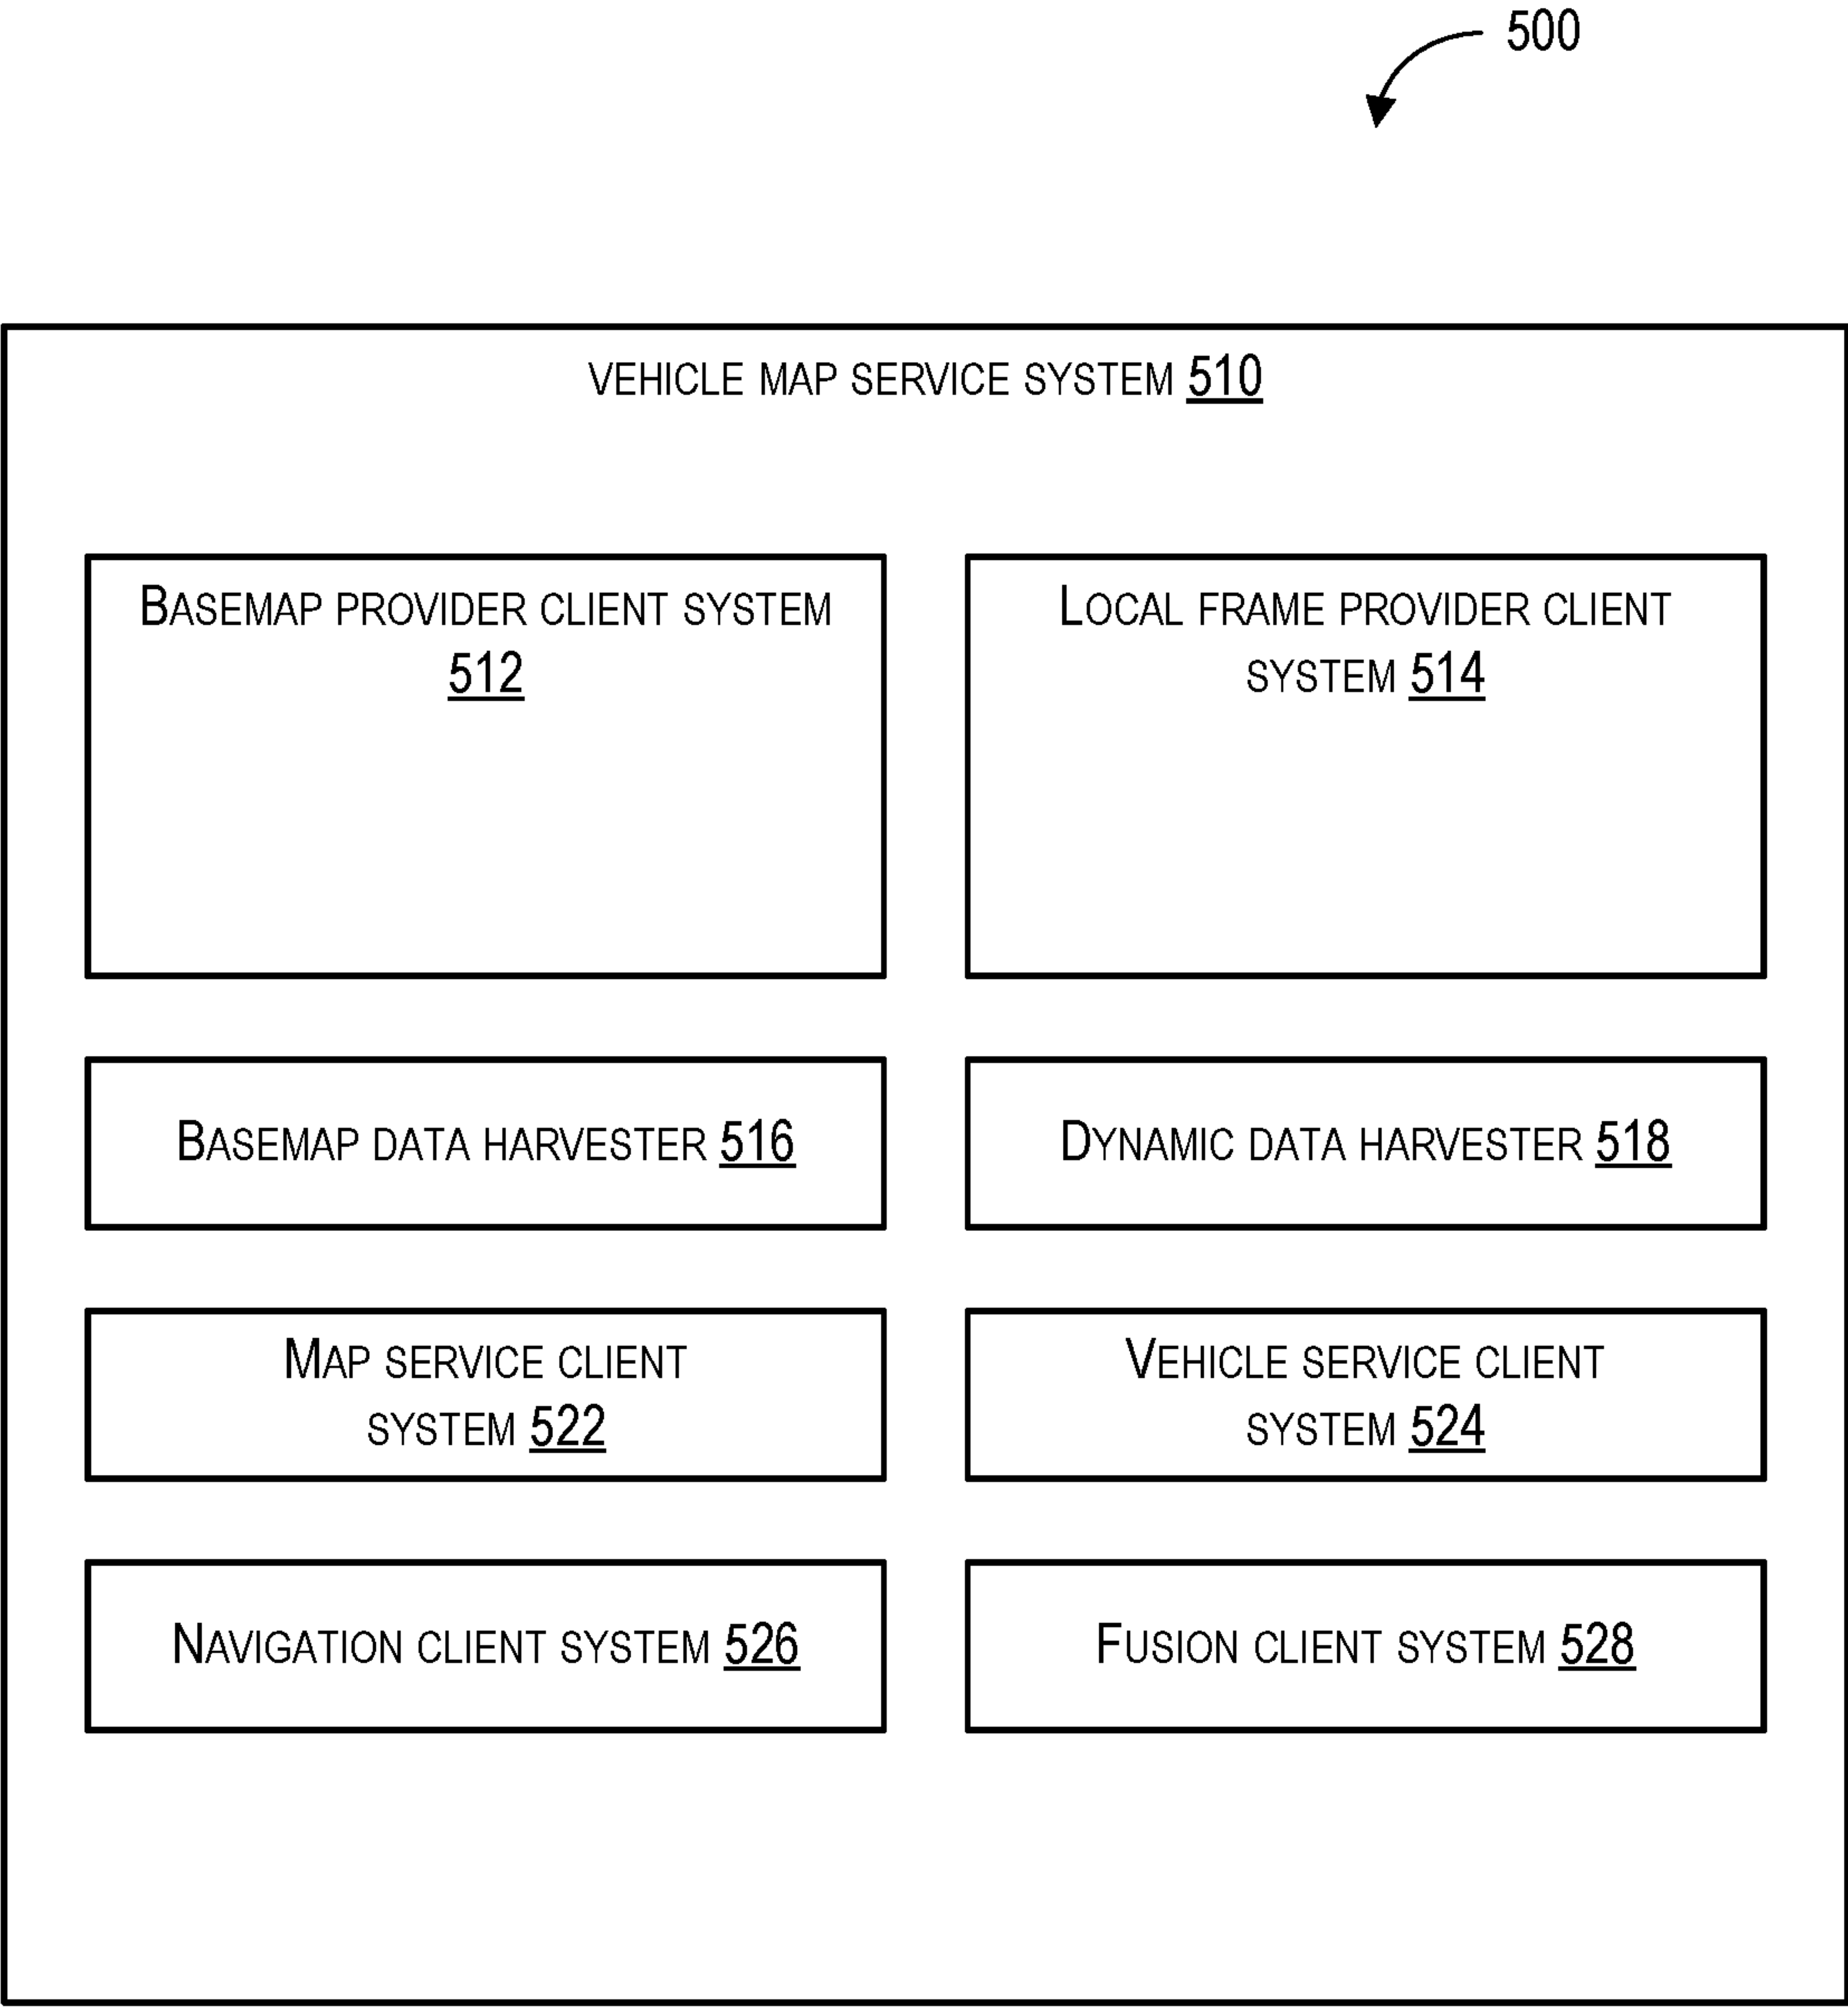 500
VEHICLE MAP SERVICE SYSTEM 510
BASEMAP PROVIDER CLIENT SYSTEM
512
LOCAL FRAME PROVIDER CLIENT
SYSTEM 514
BASEMAP DATA HARVESTER 516
DYNAMIC DATA HARVESTER 518
MAP SERVICE CLIENT
SYSTEM 522
VEHICLE SERVICE CLIENT
SYSTEM 524
NAVIGATION CLIENT SYSTEM 526
FUSION CLIENT SYSTEM 528